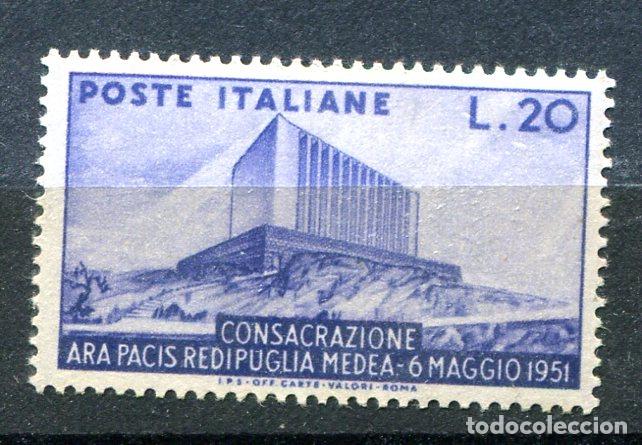 POSTE ITALIANE L.20
CONSACRAZIONE
ARA PACIS REDIPUGLIA MEDEA-6 MAGGIO 1951
I.P.S-OFF. CARTE-VALORI-ROMA
todocoleccion